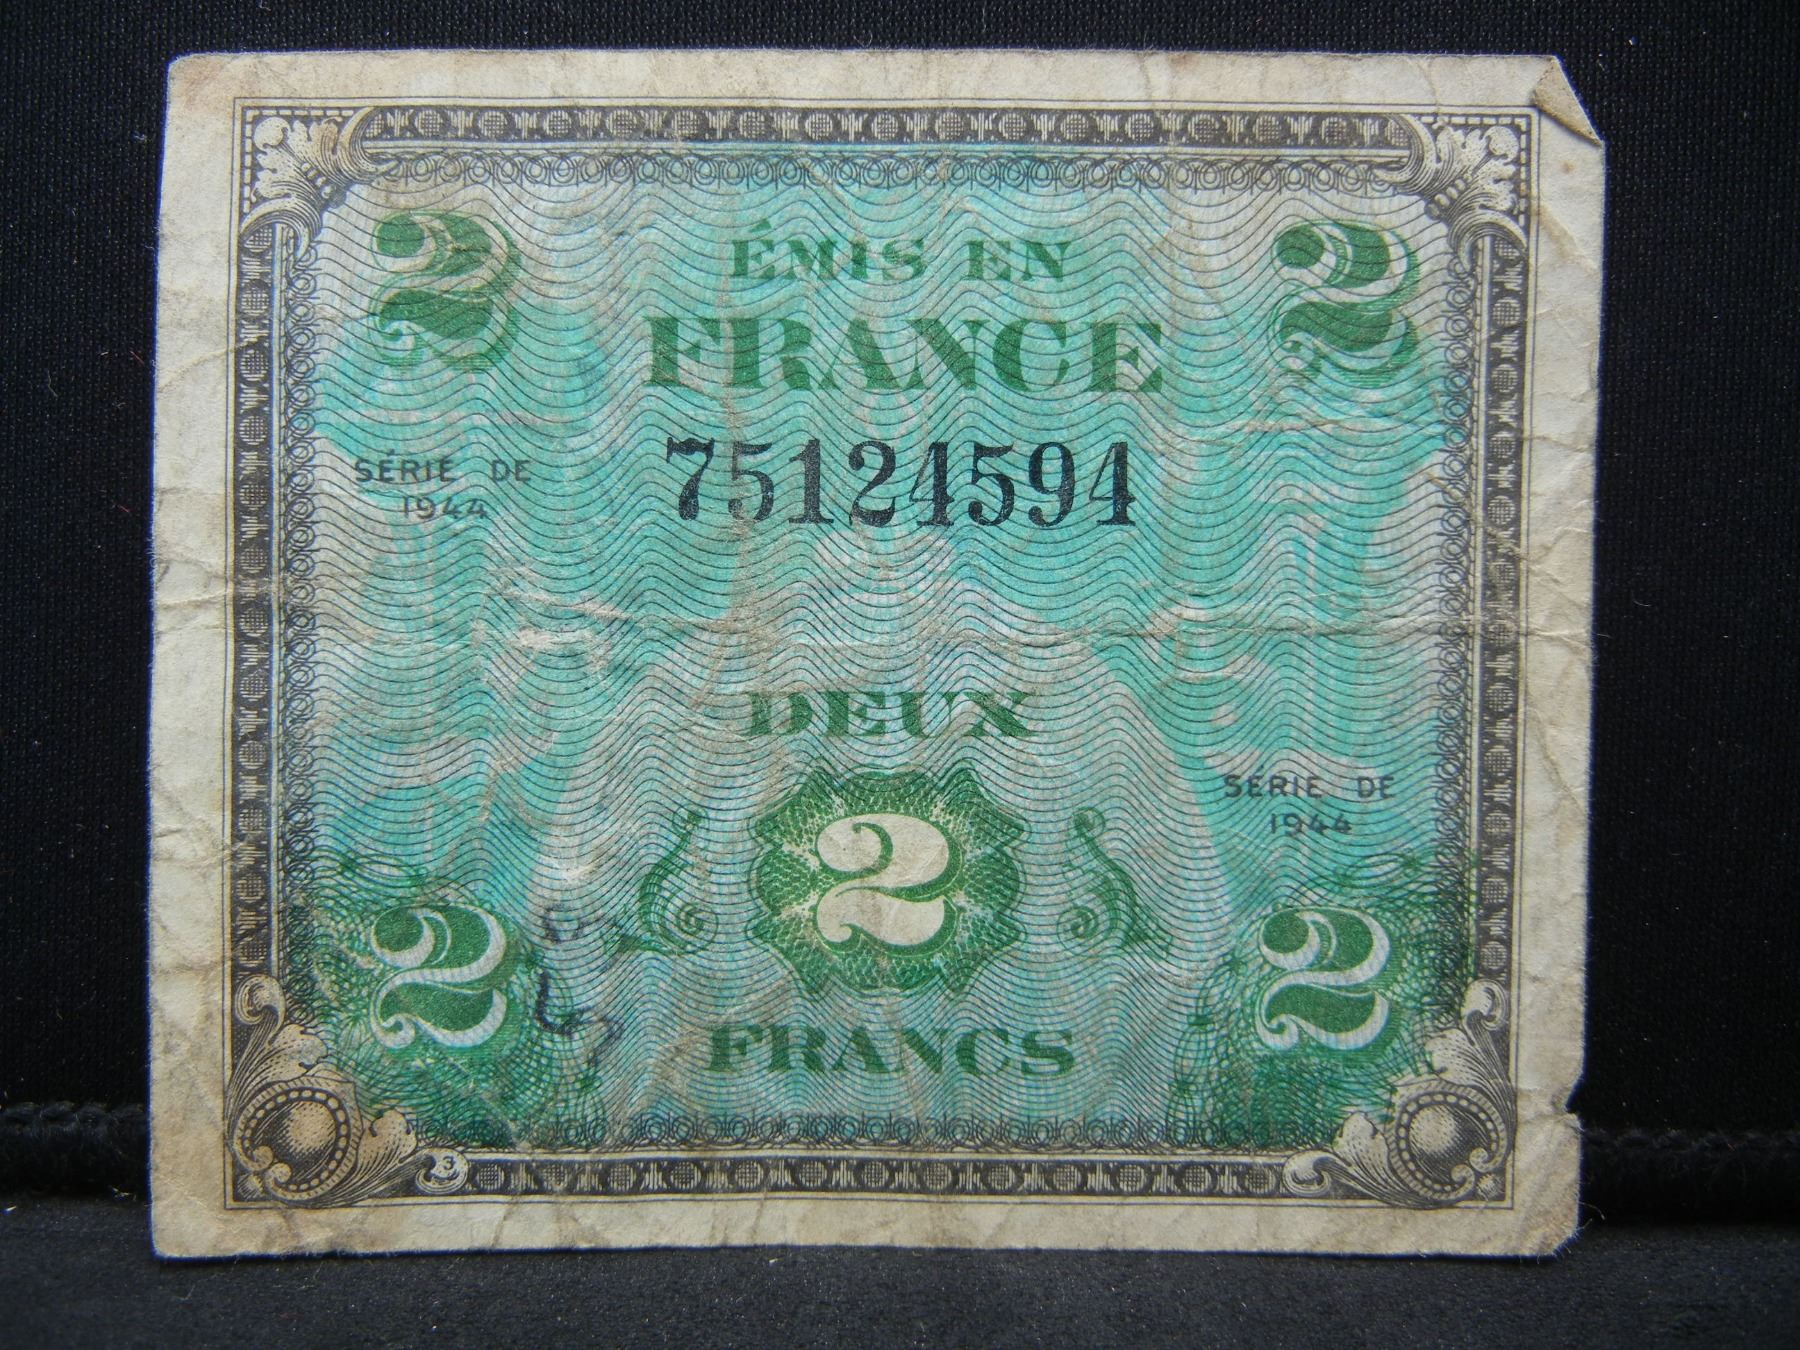 2 ÉMIS EN 2
FRANCE
75124594
SÉRIE DE
1944
DEUX
SÉRIE DE
1944
2
2 2
FRANCS
3